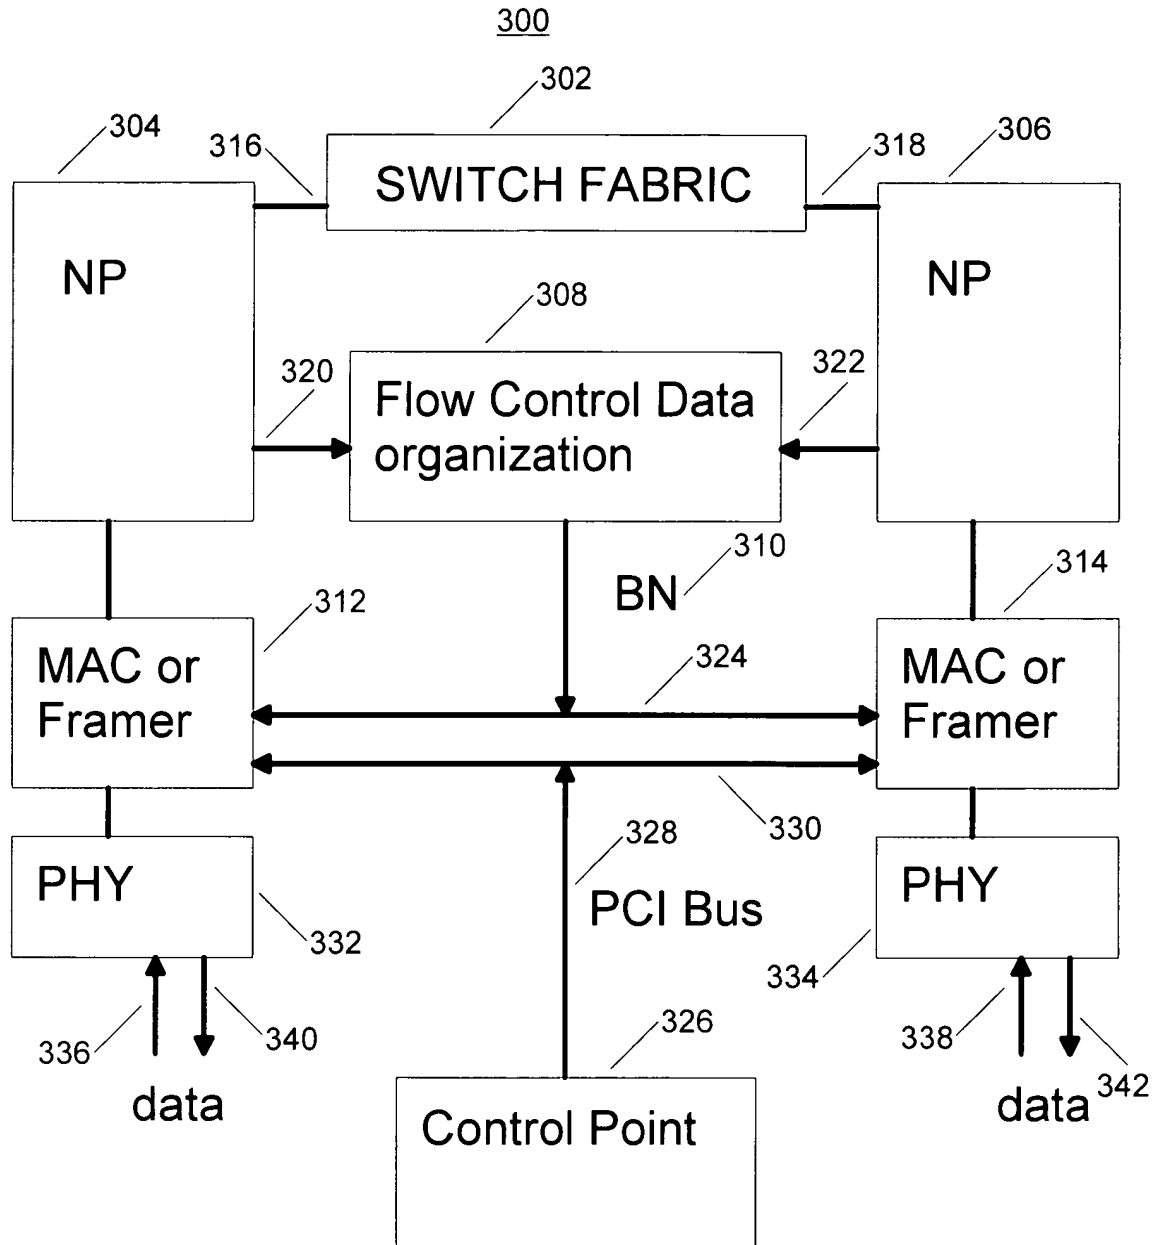 300
302
304
316
SWITCH FABRIC
318
306
NP
NP
308
320
Flow Control Data
organization
322
BN
310
312
314
MAC or
Framer
324
MAC or
Framer
328
330
PHY
332
PCI Bus
PHY
334
336
340
data
326
338
342
data
Control Point